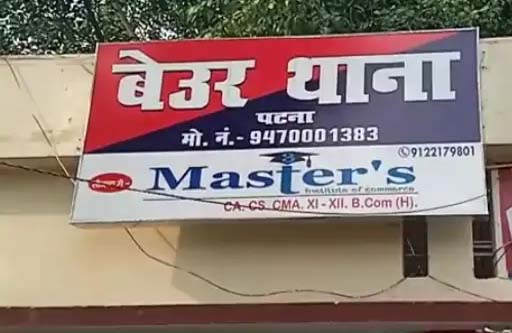 बेउर थाना
पटना
मो. नं.- 9470001383
9122179801
Master's
Institute of commerce
CA, CS, CMA, XI - XII, B.Com (H).